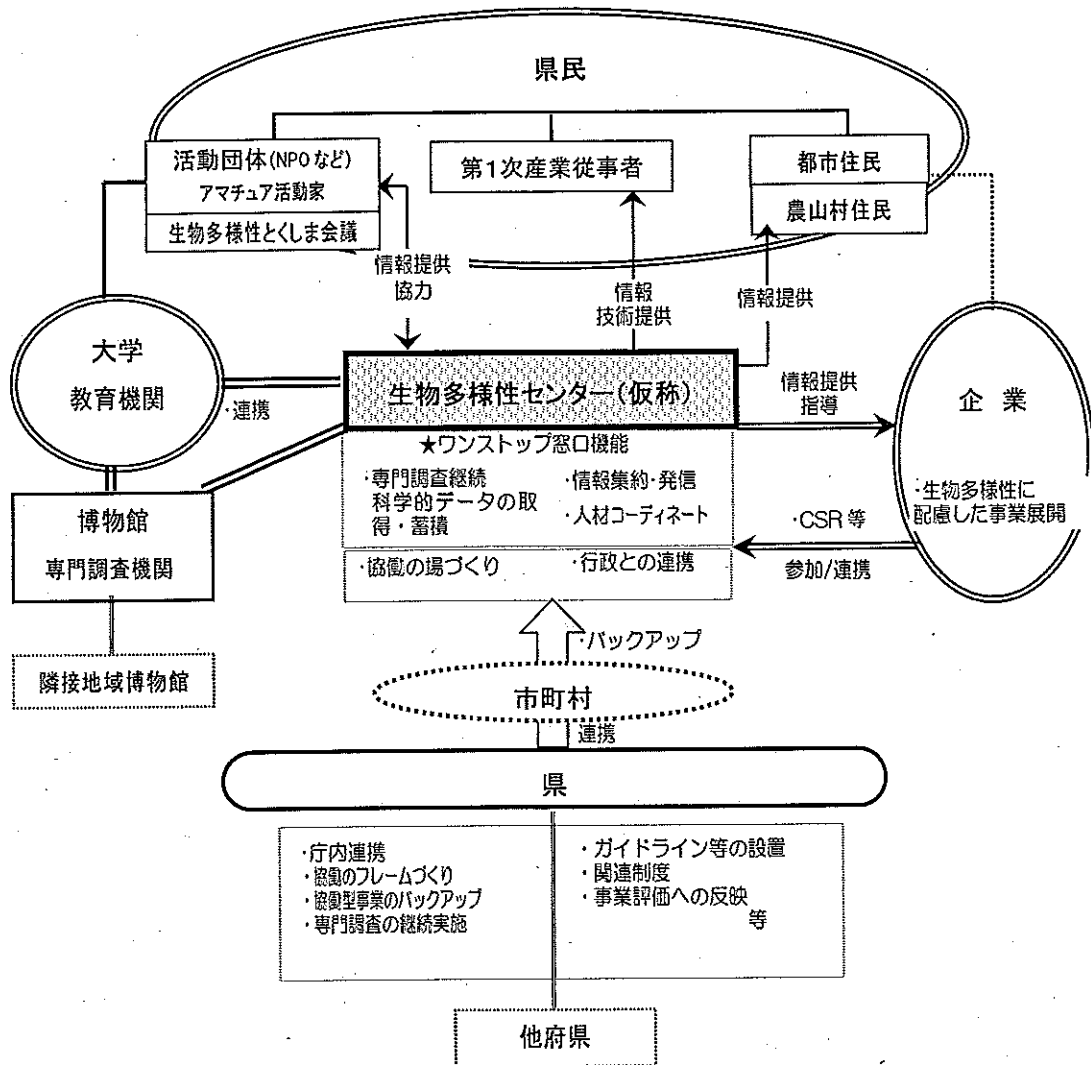 県民
活動団体(NPOなど)
アマチュア活動家
生物多様性とくしま会議
第1次産業従事者
都市住民
農山村住民
情報提供
協力
情報
技術提供
情報提供
大学
教育機関
・連携
生物多様性センター(仮称)
★ワンストップ窓口機能
・専門調査継続
科学的データの取
得・蓄積
・情報集約・発信
・人材コーディネート
・協働の場づくり
・行政との連携
情報提供
指導
企業
・生物多様性に
配慮した事業展開
・CSR等
参加/連携
博物館
専門調査機関
隣接地域博物館
・バックアップ
市町村
連携
県
・庁内連携
・協働のフレームづくり
・協働型事業のバックアップ
・専門調査の継続実施
・ガイドライン等の設置
・関連制度
・事業評価への反映
等
他府県